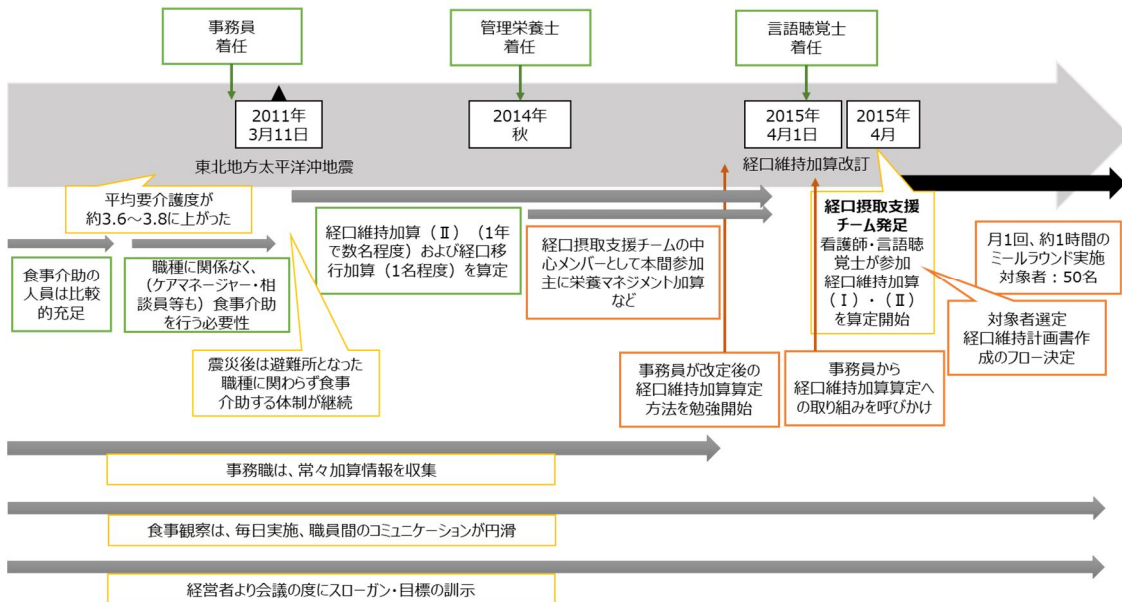 事務員
着任
管理栄養士
着任
言語聴覚士
着任
2011年
3月11日
2014年
秋
2015年
4月1日
2015年
4月
東北地方太平洋沖地震
経口維持加算改訂
平均要介護度が
約3.6～3.8に上がった
食事介助の
人員は比較
的充足
職種に関係なく、
（ケアマネージャー・相
談員等も）食事介助
を行う必要性
震災後は避難所となった
職種に関わらず食事
介助する体制が継続
経口維持加算（Ⅱ）（1年
で数名程度）および経口移
行加算（1名程度）を算定
経口摂取支援チームの中
心メンバーとして本間参加
主に栄養マネジメント加算
など
経口摂取支援
チーム発足
看護師・言語聴
覚士が参加
経口維持加算
（Ⅰ）・（Ⅱ）
を算定開始
月1回、約1時間の
ミールラウンド実施
対象者：50名
対象者選定
経口維持計画書作
成のフロー決定
事務員が改定後の
経口維持加算算定
方法を勉強開始
事務員から
経口維持加算算定へ
の取り組みを呼びかけ
事務職は、常々加算情報を収集
食事観察は、毎日実施、職員間のコミュニケーションが円滑
経営者より会議の度にスローガン・目標の訓示